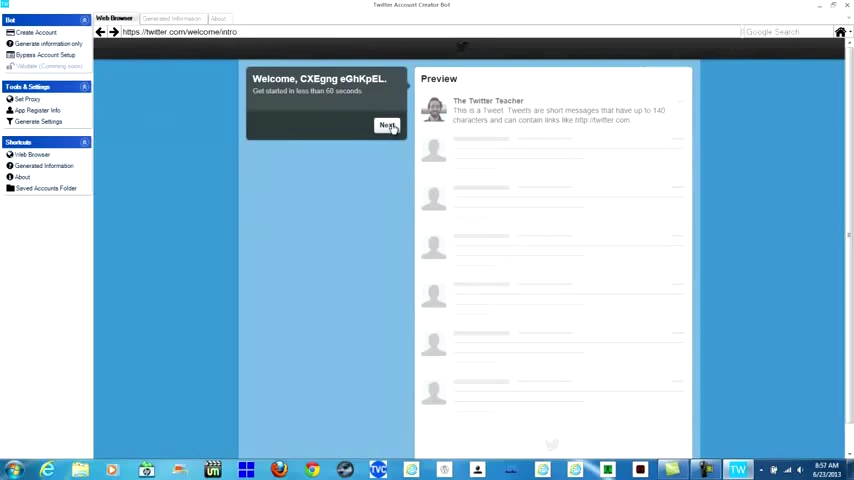 Twitter Account Creator Bot
Bot
Web Browser
Generated Information
About
Create Account
https://twitter.com/welcome/intro
Google Search
Generate information only
Bypass Account Setup
Validate (Comming soon)
Tools & Settings
Set Proxy
App Register Info
Generate Settings
Shortcuts
Web Browser
Generated Information
About
Saved Accounts Folder
Welcome, CXEgng eGhKpEL.
Get started in less than 60 seconds.
Next
Preview
The Twitter Teacher
This is a Tweet. Tweets are short messages that have up to 140
characters and can contain links like http://twitter.com
TVC
TW
8:57 AM
6/23/2013